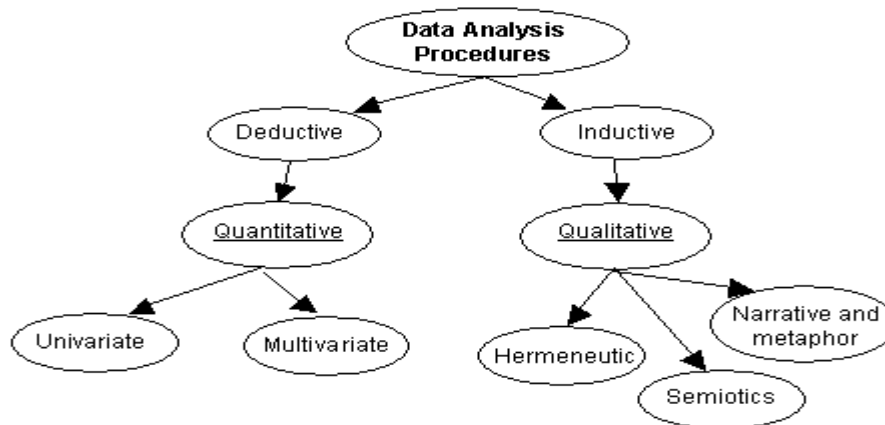 Data Analysis
Procedures
Deductive
Inductive
Quantitative
Qualitative
Univariate
Multivariate
Hermeneutic
Narrative and
metaphor
Semiotics